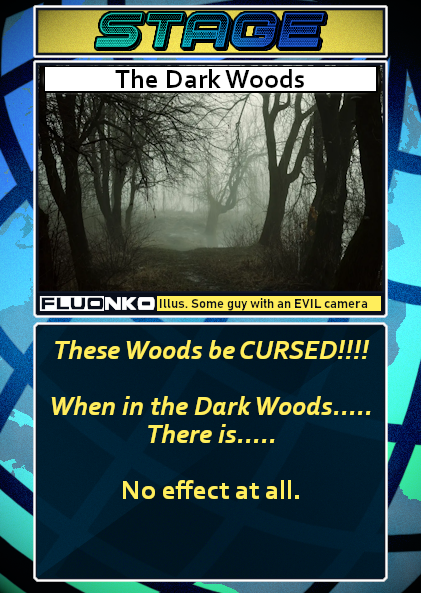 STAGE
The Dark Woods
FLUONKO Illus. Some guy with an EVIL camera
These Woods be CURSED!!!!
When in the Dark Woods.....
There is.....
No effect at all.